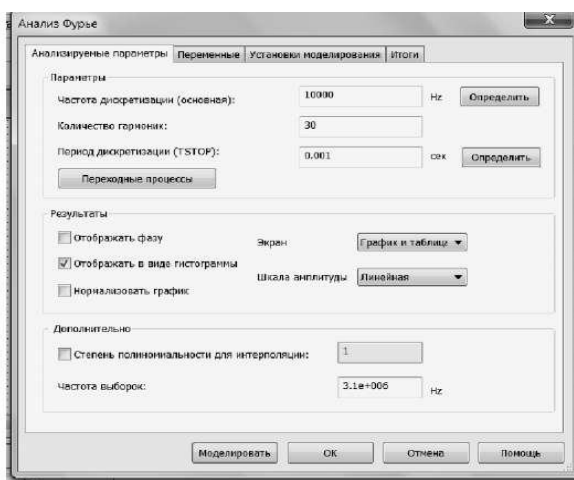 Анализ Фурье
Анализируемые параметры Переменные Установки моделирования Итоги
Параметры
Частота дискретизации (основная): 10000 Hz Определить
Количество гармоник: 30
Период дискретизации (TSTOP): 0.001 сек Определить
Переходные процессы
Результаты
Отображать фазу
Экран График и таблица
Отображать в виде гистограммы
Шкала амплитуды Линейная
Нормализовать график
Дополнительно
Степень полиномиальности для интерполяции: 1
Частота выборок: 3.1e+006 Hz
Моделировать ОК Отмена Помощь